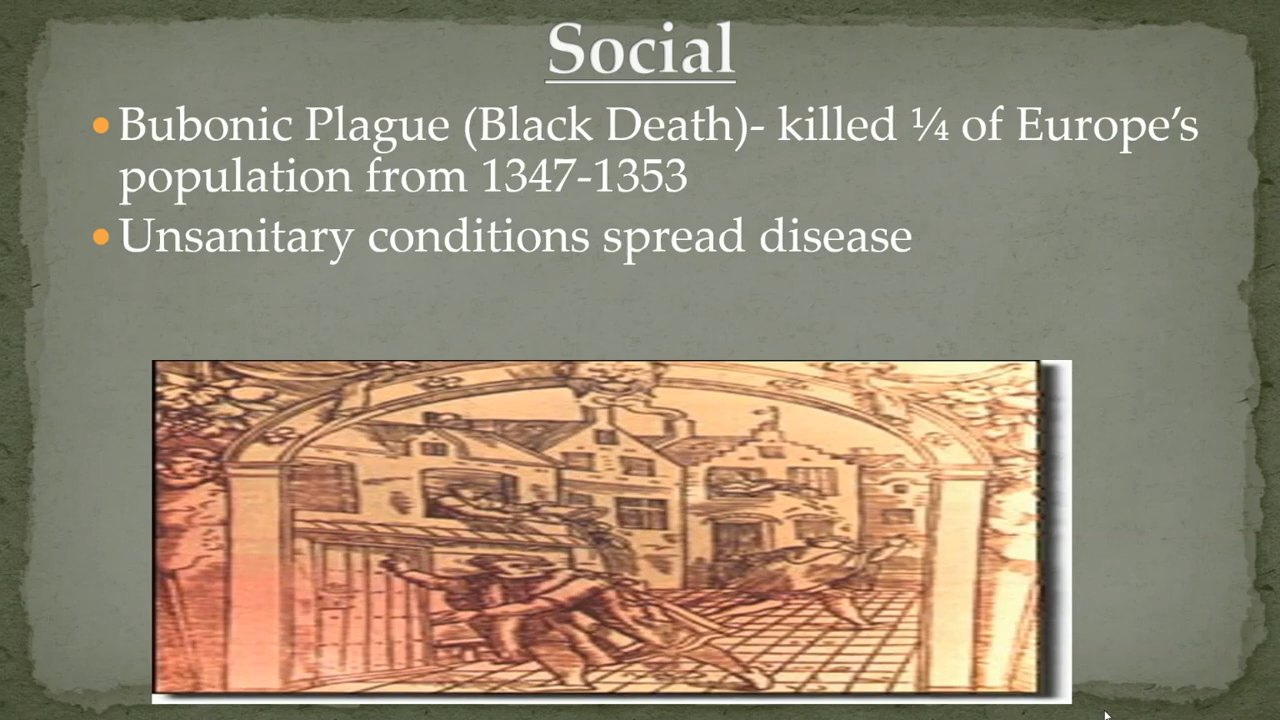 Social
• Bubonic Plague (Black Death)- killed ¼ of Europe’s
population from 1347-1353
• Unsanitary conditions spread disease